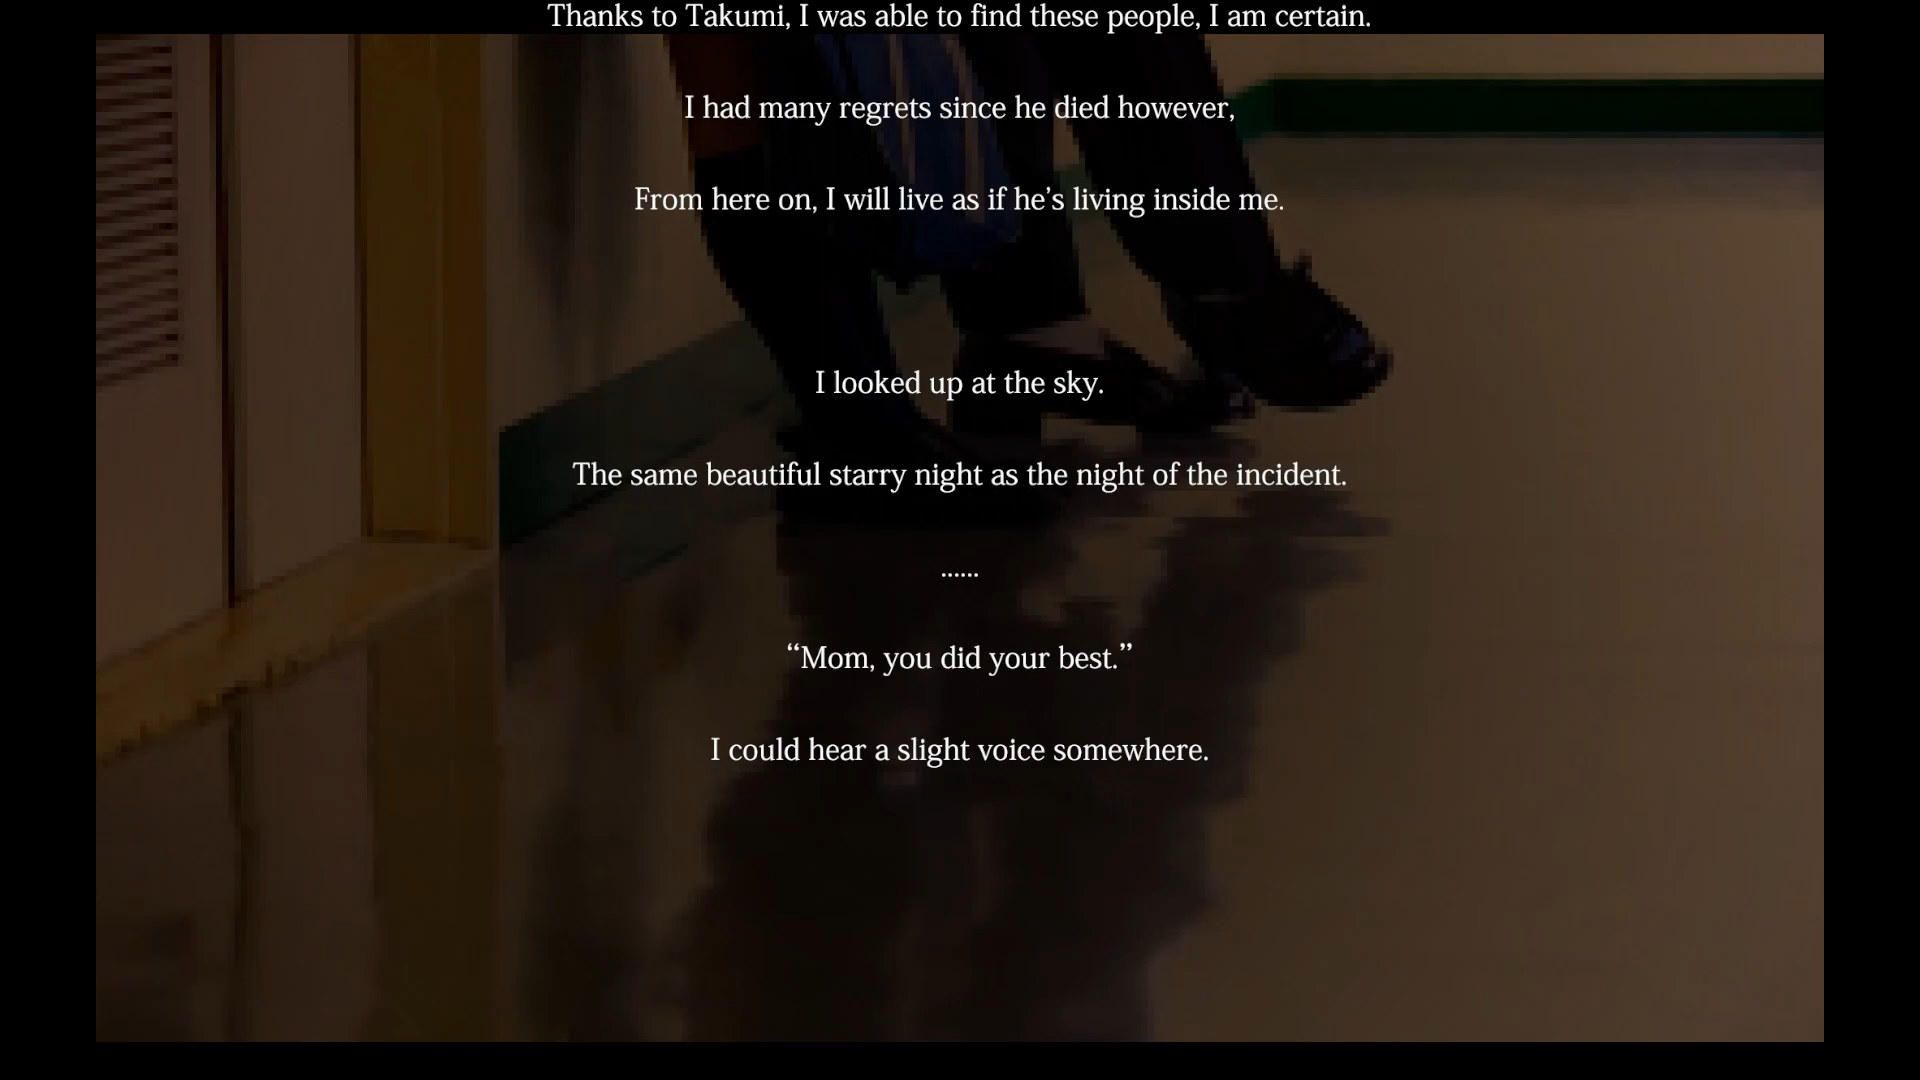 Thanks to Takumi, I was able to find these people, I am certain.
I had many regrets since he died however,
From here on, I will live as if he’s living inside me.
I looked up at the sky.
The same beautiful starry night as the night of the incident.
......
“Mom, you did your best.”
I could hear a slight voice somewhere.